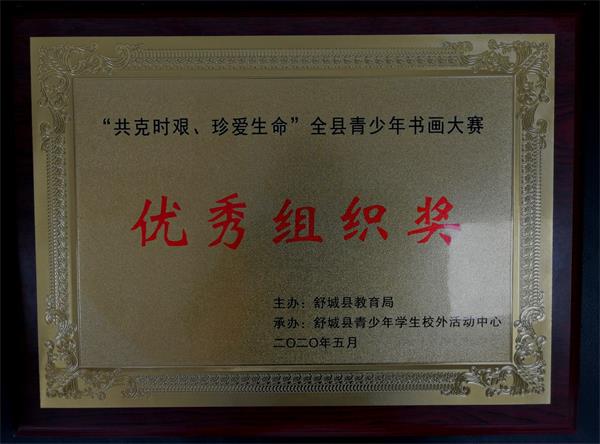 “共克时艰、珍爱生命”全县青少年书画大赛
优秀组织奖
主办：舒城县教育局
承办：舒城县青少年学生校外活动中心
二〇二〇年五月